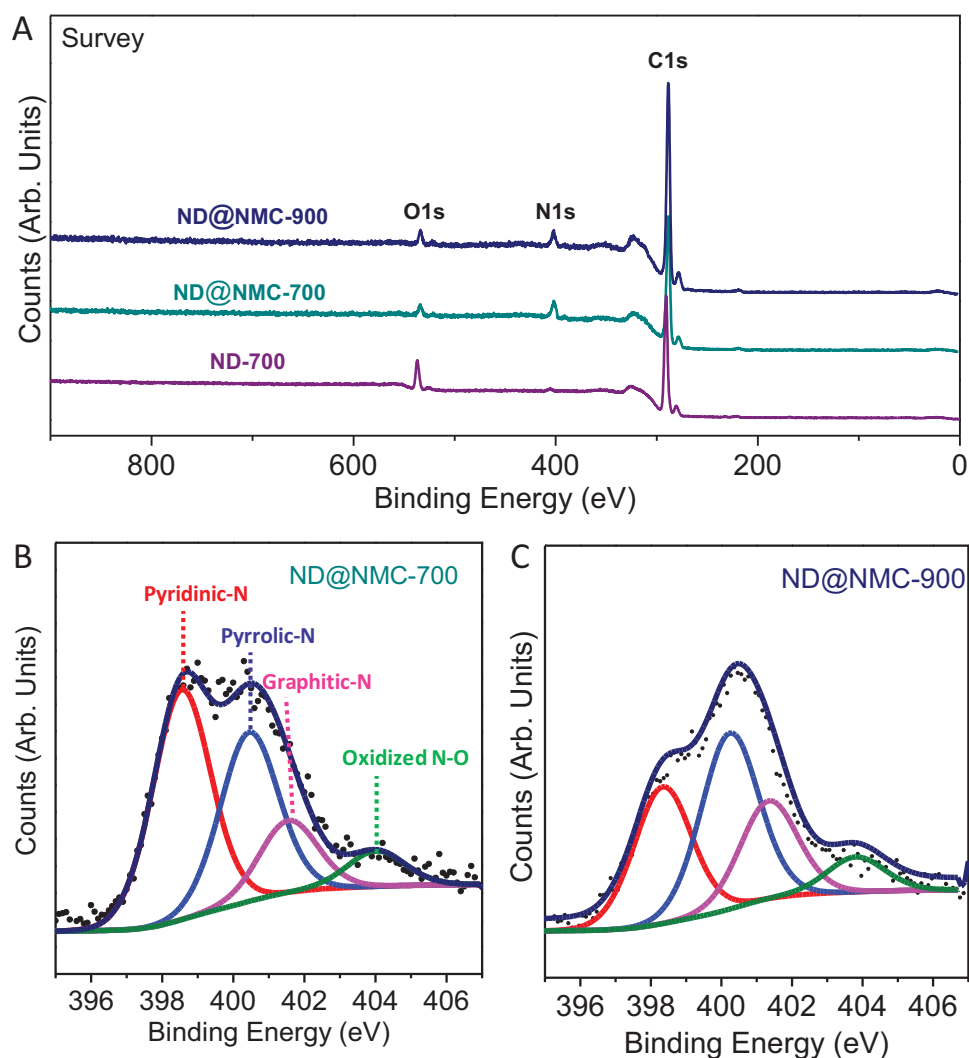 A
Survey
C1s
O1s
N1s
ND@NMC-900
ND@NMC-700
ND-700
Counts (Arb. Units)
800
600
400
200
0
Binding Energy (eV)
B
ND@NMC-700
Pyridinic-N
Pyrrolic-N
Graphitic-N
Oxidized N-O
Counts (Arb. Units)
396 398 400 402 404 406
Binding Energy (eV)
C
ND@NMC-900
Counts (Arb. Units)
396 398 400 402 404 406
Binding Energy (eV)